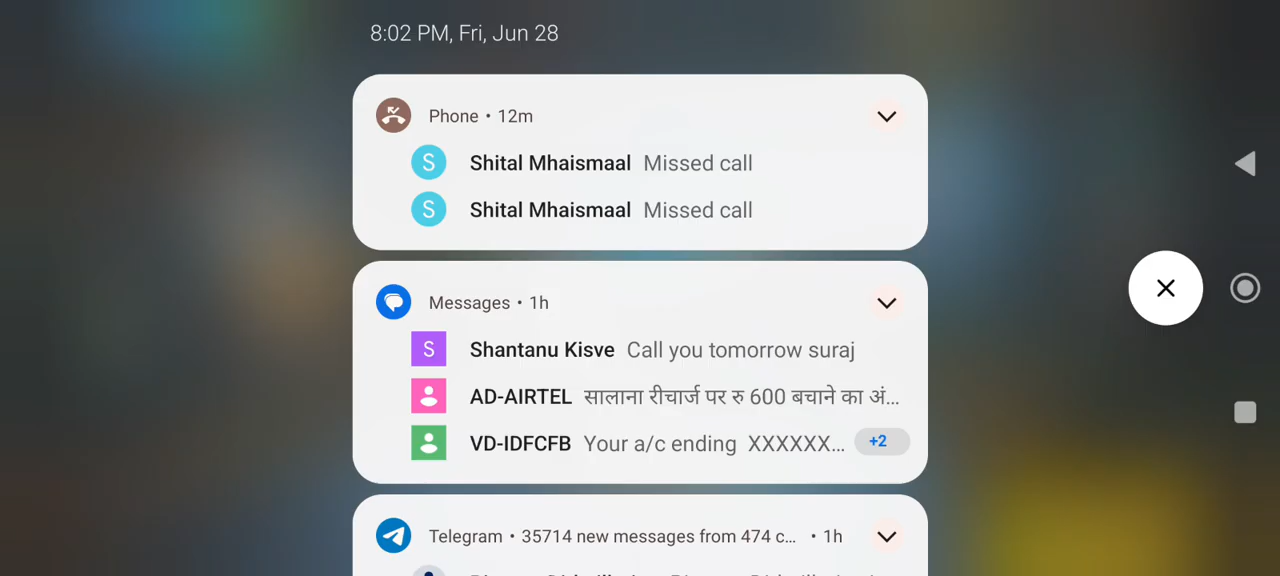 8:02 PM, Fri, Jun 28
Phone • 12m
S Shital Mhaismaal Missed call
S Shital Mhaismaal Missed call
Messages • 1h
S Shantanu Kisve Call you tomorrow suraj
AD-AIRTEL सालाना रीचार्ज पर रु 600 बचाने का अं...
VD-IDFCFB Your a/c ending XXXXXX... +2
Telegram • 35714 new messages from 474 c... • 1h